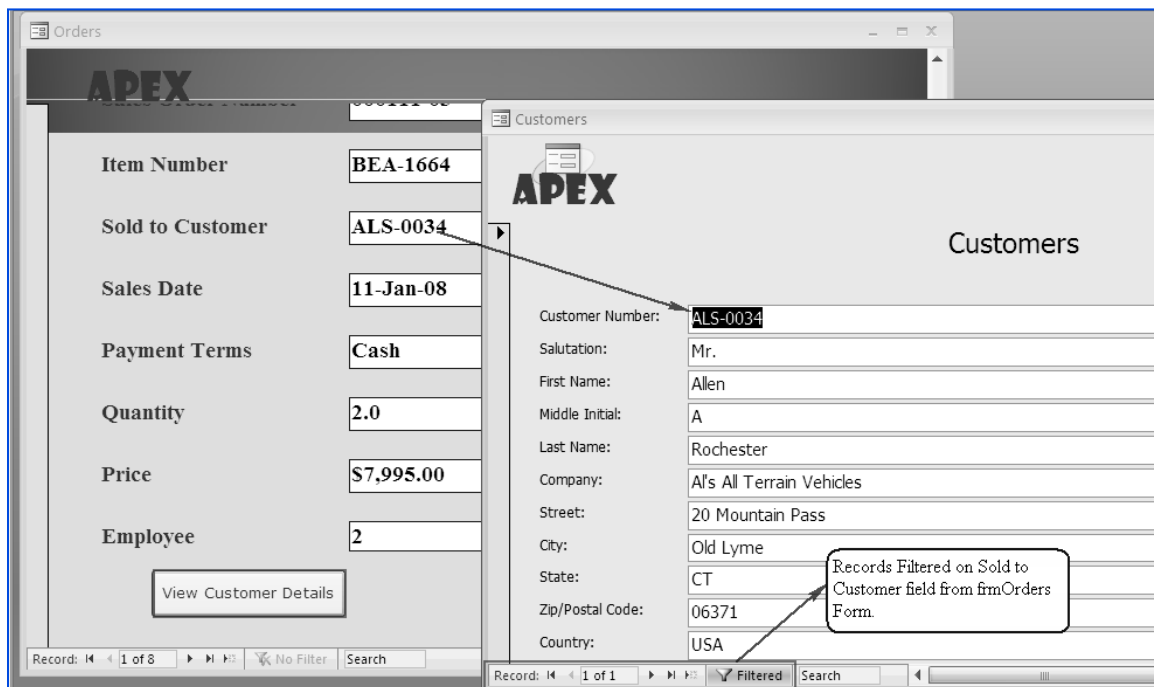 Orders
APEX
Item Number
BEA-1664
Sold to Customer
ALS-0034
Sales Date
11-Jan-08
Payment Terms
Cash
Quantity
2.0
Price
$7,995.00
Employee
2
View Customer Details
Record:
1 of 8
No Filter
Search
Customers
APEX
Customers
Customer Number:
ALS-0034
Salutation:
Mr.
First Name:
Allen
Middle Initial:
A
Last Name:
Rochester
Company:
Al's All Terrain Vehicles
Street:
20 Mountain Pass
City:
Old Lyme
State:
CT
Zip/Postal Code:
06371
Country:
USA
Records Filtered on Sold to
Customer field from frmOrders
Form.
Record:
1 of 1
Filtered
Search